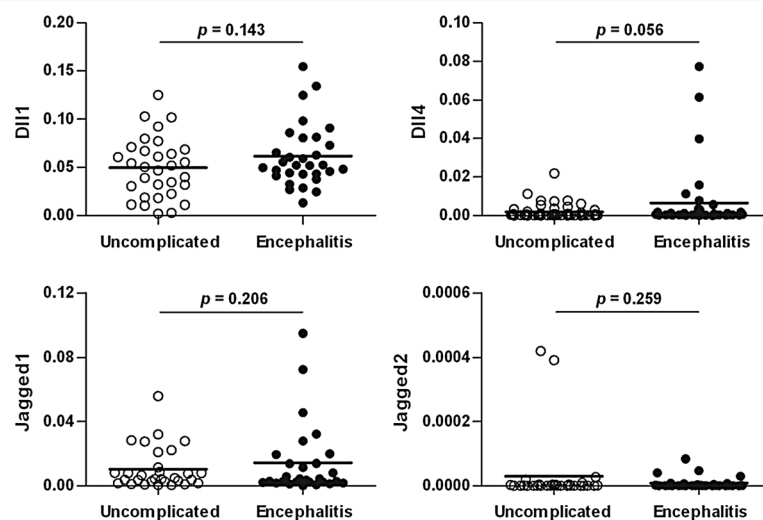 p = 0.143
Dll1
0.20
0.15
0.10
0.05
0.00
Uncomplicated Encephalitis
p = 0.056
Dll4
0.10
0.08
0.06
0.04
0.02
0.00
Uncomplicated Encephalitis
p = 0.206
Jagged1
0.12
0.08
0.04
0.00
Uncomplicated Encephalitis
p = 0.259
Jagged2
0.0006
0.0004
0.0002
0.0000
Uncomplicated Encephalitis